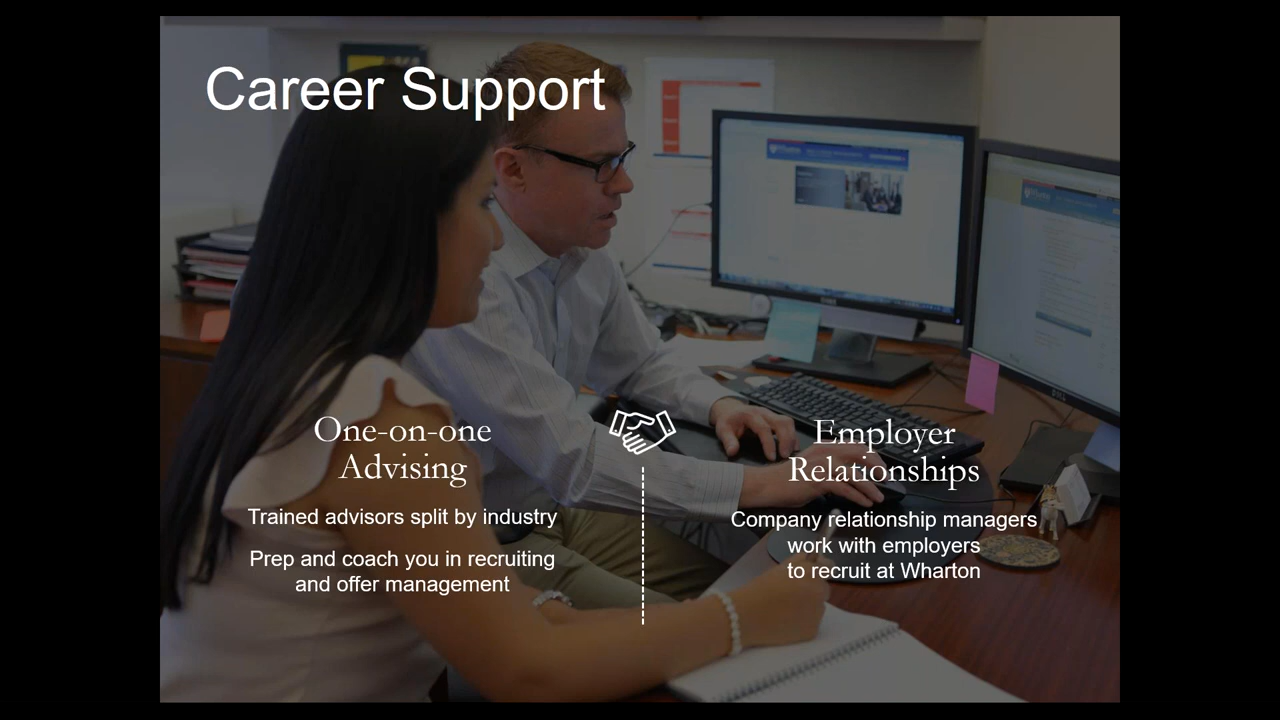 Career Support
One-on-one
Advising
Trained advisors split by industry
Prep and coach you in recruiting
and offer management
Employer
Relationships
Company relationship managers
work with employers
to recruit at Wharton